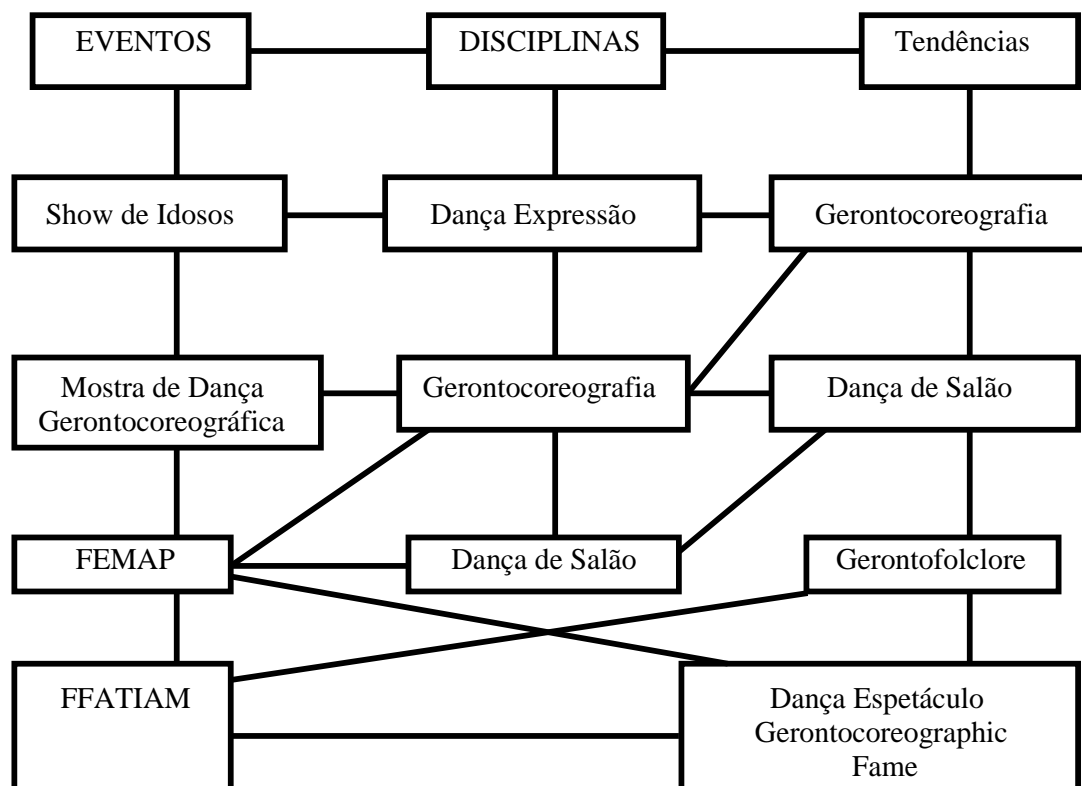 EVENTOS
DISCIPLINAS
Tendências
Show de Idosos
Dança Expressão
Gerontocoreografia
Mostra de Dança
Gerontocoreográfica
Gerontocoreografia
Dança de Salão
FEMAP
Dança de Salão
Gerontofolclore
FFATIAM
Dança Espetáculo
Gerontocoreographic
Fame